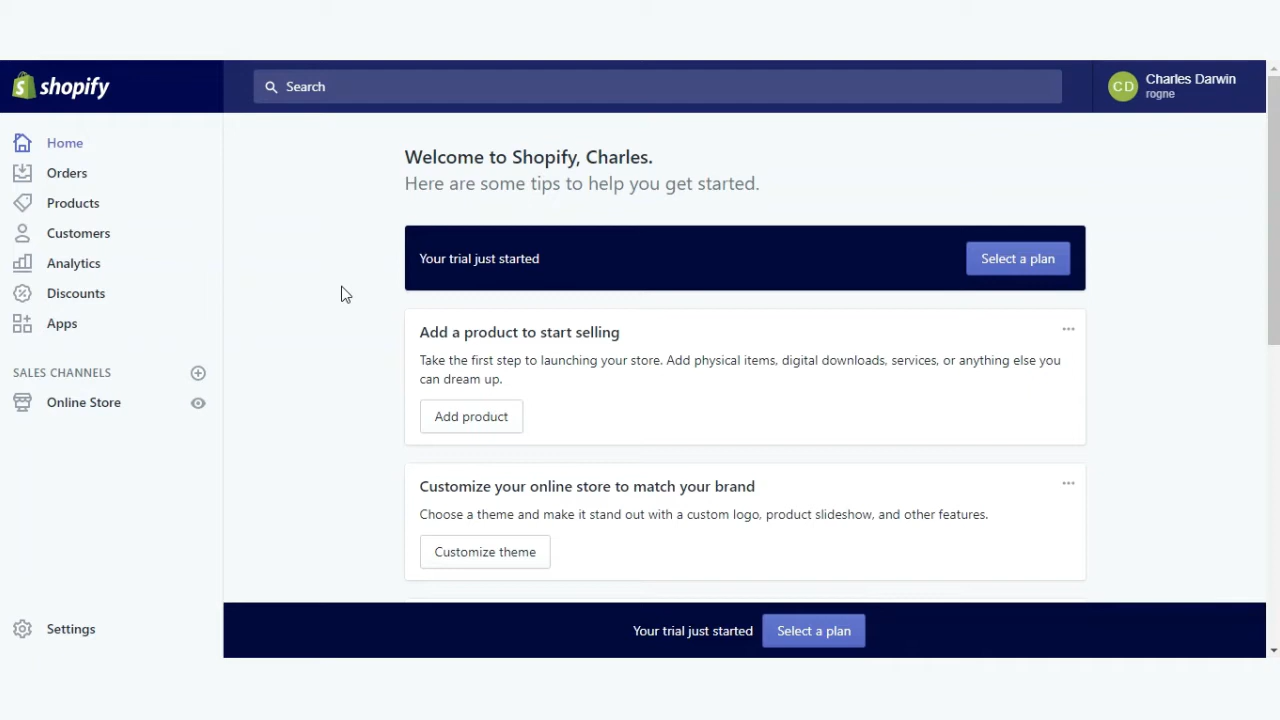 shopify
Search
CD
Charles Darwin
rogne
Home
Orders
Products
Customers
Analytics
Discounts
Apps
SALES CHANNELS
Online Store
Settings
Welcome to Shopify, Charles.
Here are some tips to help you get started.
Your trial just started
Select a plan
Add a product to start selling
Take the first step to launching your store. Add physical items, digital downloads, services, or anything else you
can dream up.
Add product
Customize your online store to match your brand
Choose a theme and make it stand out with a custom logo, product slideshow, and other features.
Customize theme
Your trial just started
Select a plan